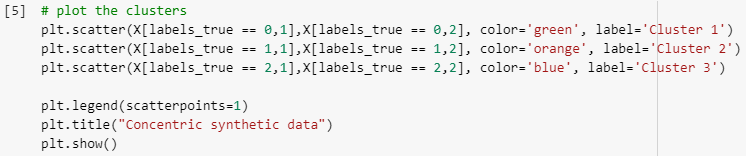 [5] # plot the clusters
plt.scatter(X[labels_true == 0,1],X[labels_true == 0,2], color='green', label='Cluster 1')
plt.scatter(X[labels_true == 1,1],X[labels_true == 1,2], color='orange', label='Cluster 2')
plt.scatter(X[labels_true == 2,1],X[labels_true == 2,2], color='blue', label='Cluster 3')
plt.legend(scatterpoints=1)
plt.title("Concentric synthetic data")
plt.show()